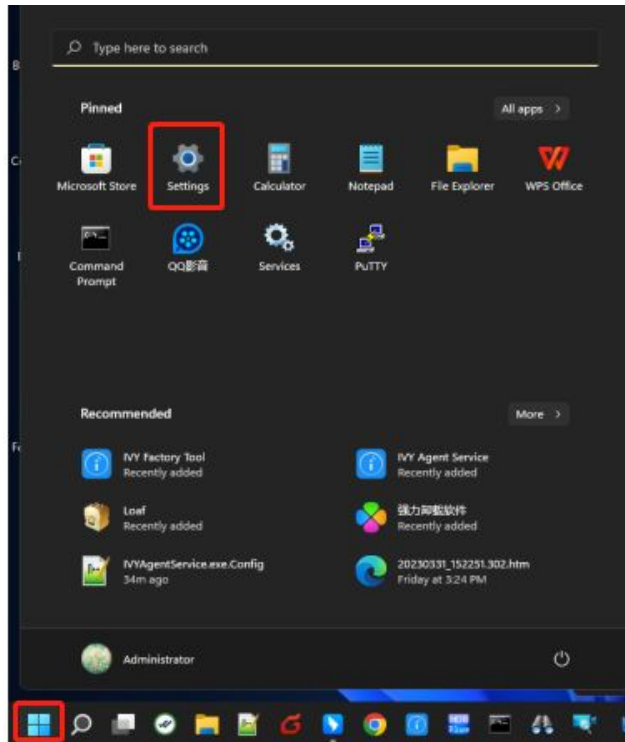 Type here to search
Pinned
All apps >
Microsoft Store
Settings
Calculator
Notepad
File Explorer
WPS Office
Command
Prompt
QQ影音
Services
PuTTY
Recommended
More >
IVY Factory Tool
Recently added
IVY Agent Service
Recently added
Loaf
Recently added
强力卸载软件
Recently added
IVYAgentService.exe.Config
34m ago
20230331_152251.302.htm
Friday at 3:24 PM
Administrator